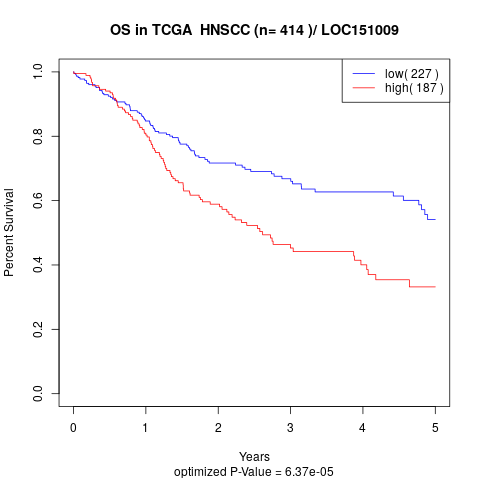 OS in TCGA  HNSCC (n= 414 )/ LOC151009
low( 227 )
high( 187 )
Percent Survival
1.0
0.8
0.6
0.4
0.2
0.0
0 1 2 3 4 5
Years
optimized P-Value = 6.37e-05